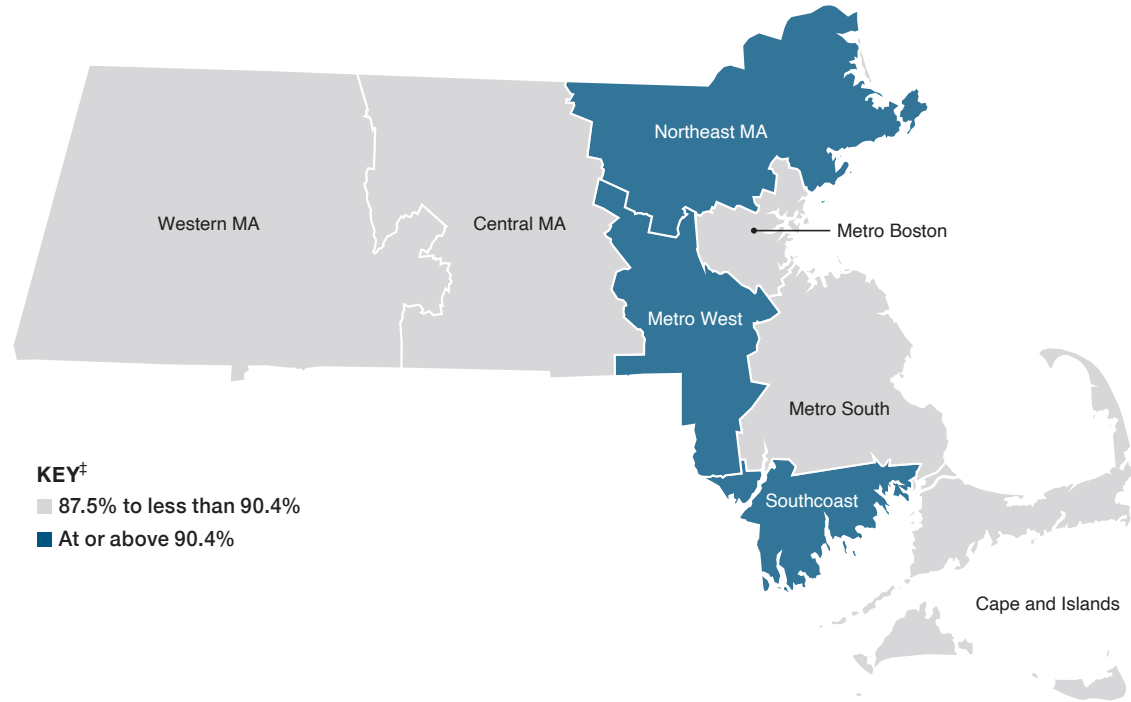 Northeast MA
Western MA
Central MA
Metro Boston
Metro West
Metro South
KEY‡
87.5% to less than 90.4%
At or above 90.4%
Southcoast
Cape and Islands